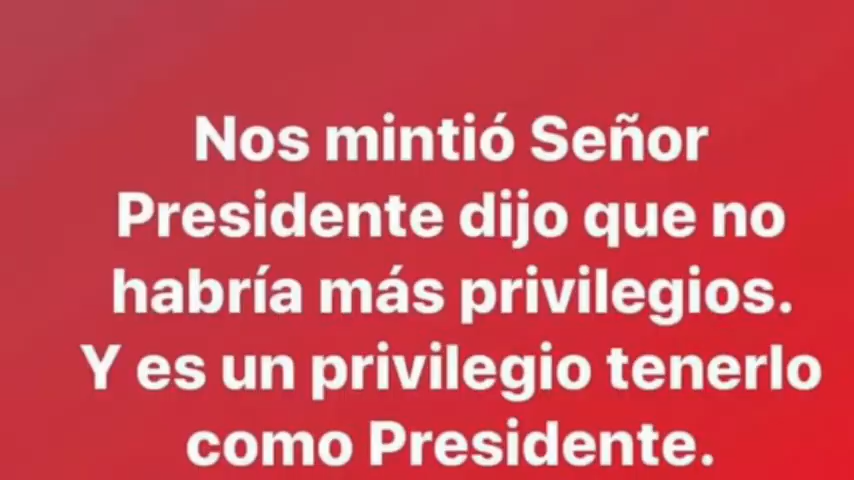 Nos mintió Señor
Presidente dijo que no
habría más privilegios.
Y es un privilegio tenerlo
como Presidente.